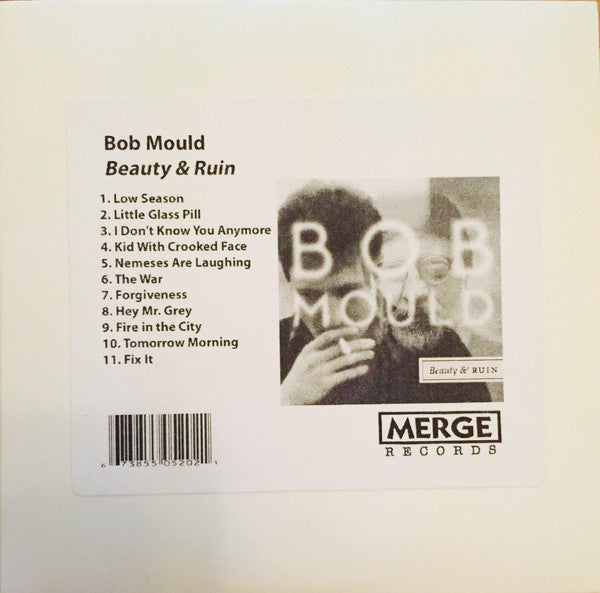 Bob Mould
Beauty & Ruin
1. Low Season
2. Little Glass Pill
3. I Don't Know You Anymore
4. Kid With Crooked Face
5. Nemeses Are Laughing
6. The War
7. Forgiveness
8. Hey Mr. Grey
9. Fire in the City
10. Tomorrow Morning
11. Fix It
BOB
MOULD
Beauty & RUIN
MERGE
RECORDS
6 73855 05202 1